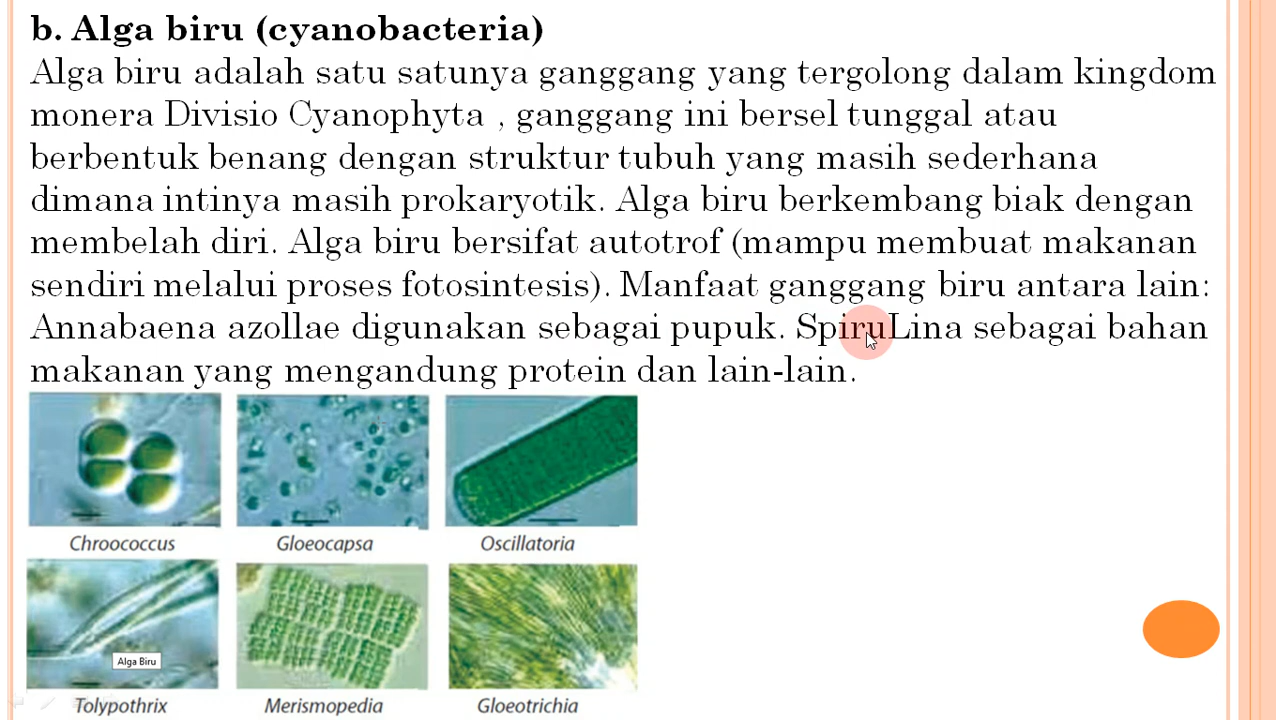 b. Alga biru (cyanobacteria)
Alga biru adalah satu satunya ganggang yang tergolong dalam kingdom
monera Divisio Cyanophyta , ganggang ini bersel tunggal atau
berbentuk benang dengan struktur tubuh yang masih sederhana
dimana intinya masih prokaryotik. Alga biru berkembang biak dengan
membelah diri. Alga biru bersifat autotrof (mampu membuat makanan
sendiri melalui proses fotosintesis). Manfaat ganggang biru antara lain:
Annabaena azollae digunakan sebagai pupuk. SpiruLina sebagai bahan
makanan yang mengandung protein dan lain-lain.
Chroococcus Gloeocapsa Oscillatoria
Alga Biru
Tolypothrix Merismopedia Gloeotrichia